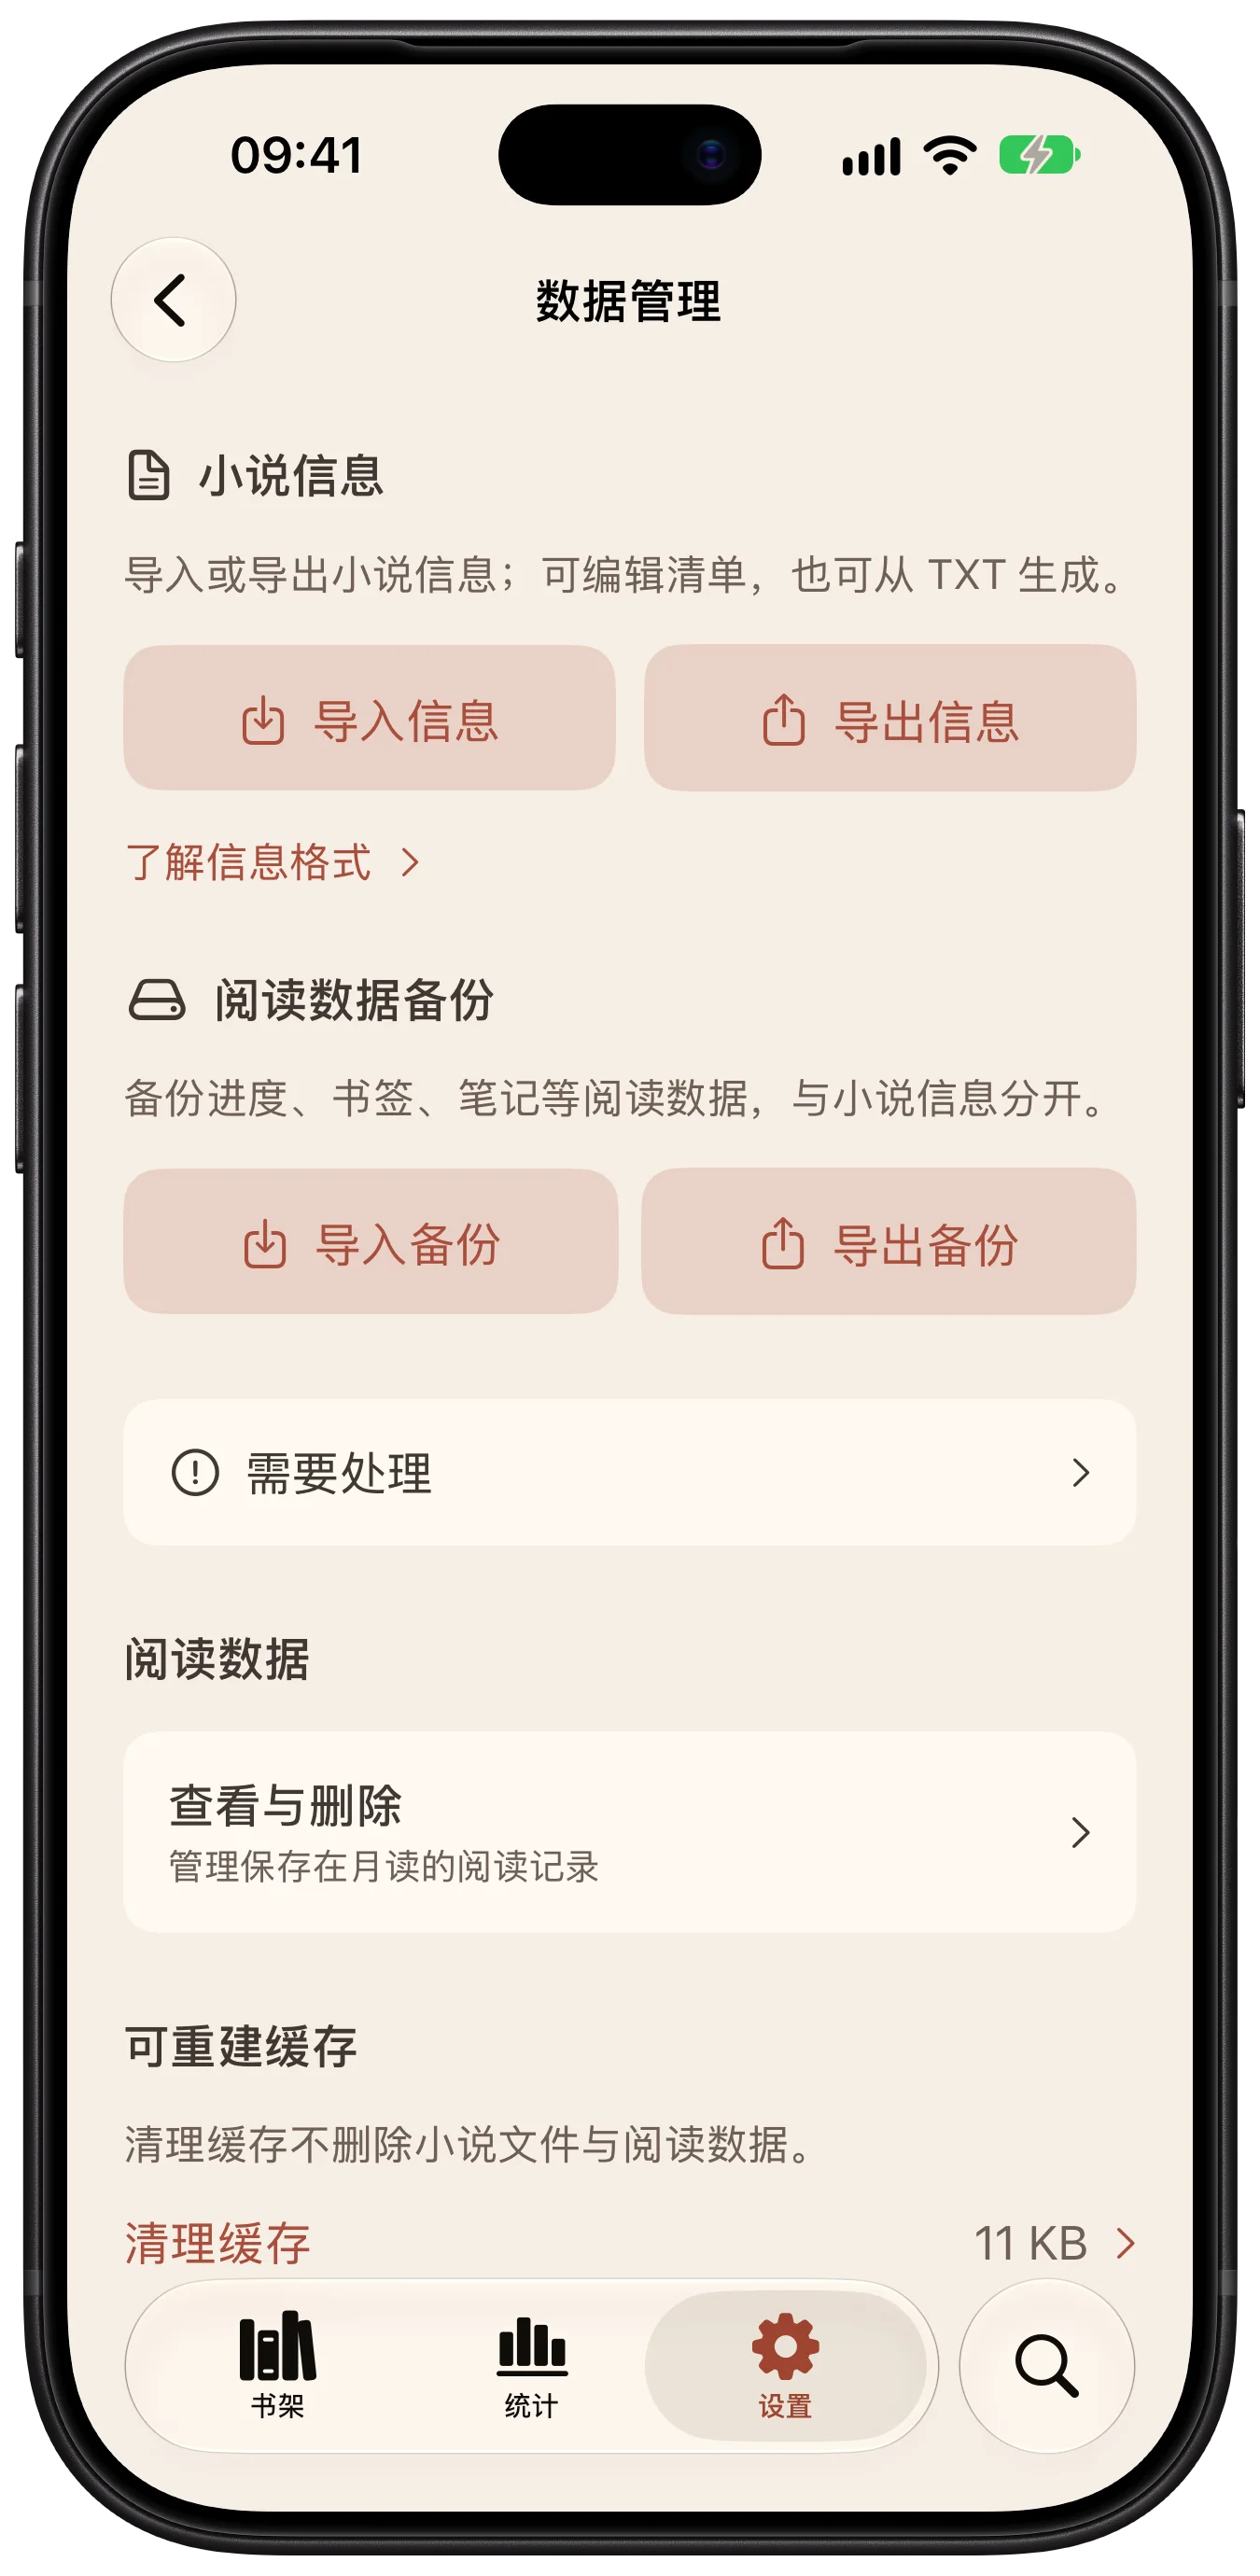 09:41
数据管理
小说信息
导入或导出小说信息；可编辑清单，也可从 TXT 生成。
导入信息
导出信息
了解信息格式
阅读数据备份
备份进度、书签、笔记等阅读数据，与小说信息分开。
导入备份
导出备份
需要处理
阅读数据
查看与删除
管理保存在月读的阅读记录
可重建缓存
清理缓存不删除小说文件与阅读数据。
清理缓存
11 KB
书架
统计
设置